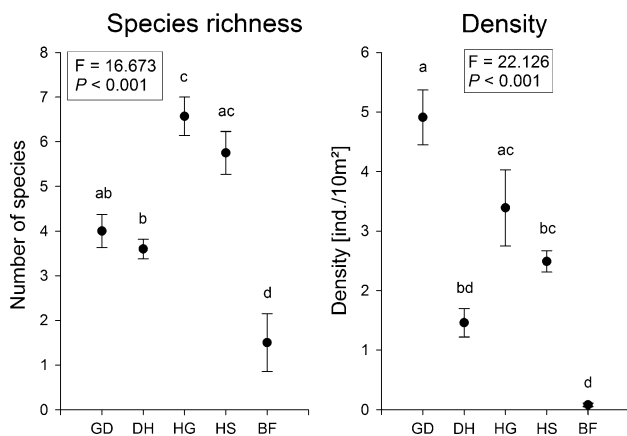 Species richness
Density
8
7
6
5
4
3
2
1
0
Number of species
F = 16.673
P < 0.001
ab
b
c
ac
d
GD
DH
HG
HS
BF
6
5
4
3
2
1
0
Density [ind./10m²]
F = 22.126
P < 0.001
a
bd
ac
bc
d
GD
DH
HG
HS
BF